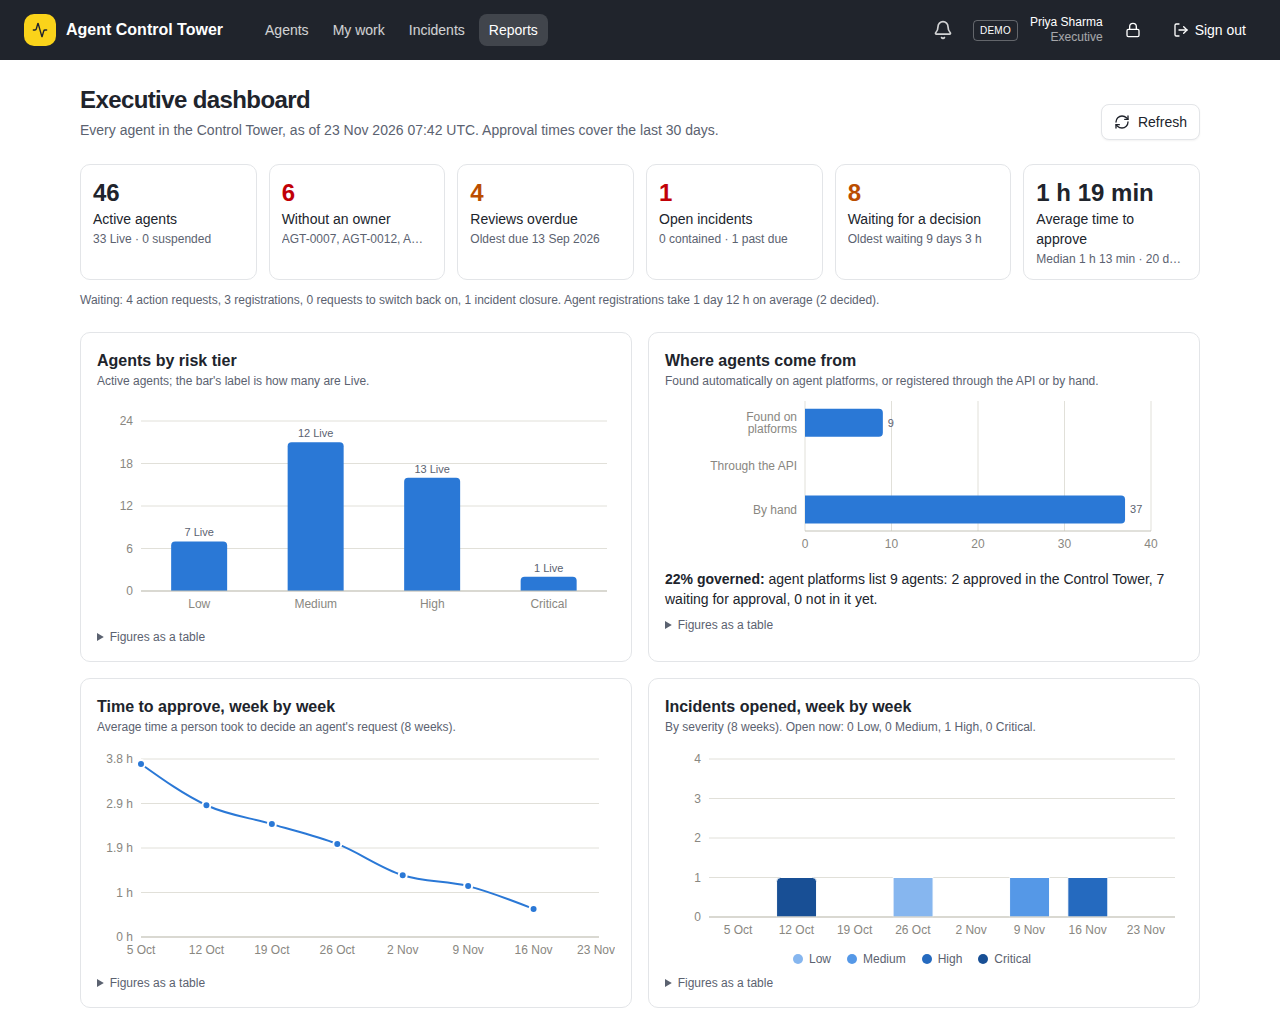 Agent Control Tower
Agents
My work
Incidents
Reports
DEMO
Priya Sharma
Executive
Sign out
Executive dashboard
Every agent in the Control Tower, as of 23 Nov 2026 07:42 UTC. Approval times cover the last 30 days.
Refresh
46
Active agents
33 Live · 0 suspended
6
Without an owner
AGT-0007, AGT-0012, A…
4
Reviews overdue
Oldest due 13 Sep 2026
1
Open incidents
0 contained · 1 past due
8
Waiting for a decision
Oldest waiting 9 days 3 h
1 h 19 min
Average time to
approve
Median 1 h 13 min · 20 d…
Waiting: 4 action requests, 3 registrations, 0 requests to switch back on, 1 incident closure. Agent registrations take 1 day 12 h on average (2 decided).
Agents by risk tier
Active agents; the bar's label is how many are Live.
24
18
12
6
0
7 Live
12 Live
13 Live
1 Live
Low
Medium
High
Critical
Figures as a table
Where agents come from
Found automatically on agent platforms, or registered through the API or by hand.
Found on
platforms
9
Through the API
By hand
37
0
10
20
30
40
22% governed: agent platforms list 9 agents: 2 approved in the Control Tower, 7
waiting for approval, 0 not in it yet.
Figures as a table
Time to approve, week by week
Average time a person took to decide an agent's request (8 weeks).
3.8 h
2.9 h
1.9 h
1 h
0 h
5 Oct
12 Oct
19 Oct
26 Oct
2 Nov
9 Nov
16 Nov
23 Nov
Figures as a table
Incidents opened, week by week
By severity (8 weeks). Open now: 0 Low, 0 Medium, 1 High, 0 Critical.
4
3
2
1
0
5 Oct
12 Oct
19 Oct
26 Oct
2 Nov
9 Nov
16 Nov
23 Nov
Low
Medium
High
Critical
Figures as a table